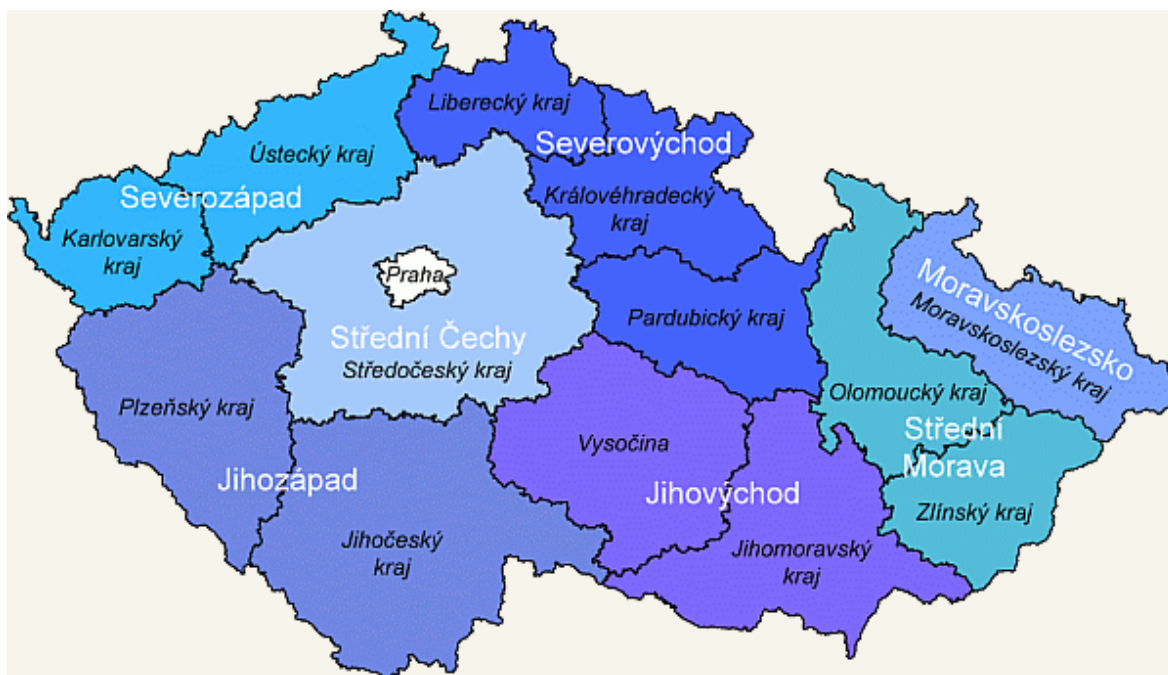 Liberecký kraj
Severovýchod
Ústecký kraj
Severozápad
Královéhradecký
kraj
Karlovarský
kraj
Praha
Moravskoslezsko
Moravskoslezský kraj
Střední Čechy
Středočeský kraj
Pardubický kraj
Plzeňský kraj
Olomoucký kraj
Střední
Morava
Vysočina
Jihozápad
Jihovýchod
Zlínský kraj
Jihočeský
kraj
Jihomoravský
kraj